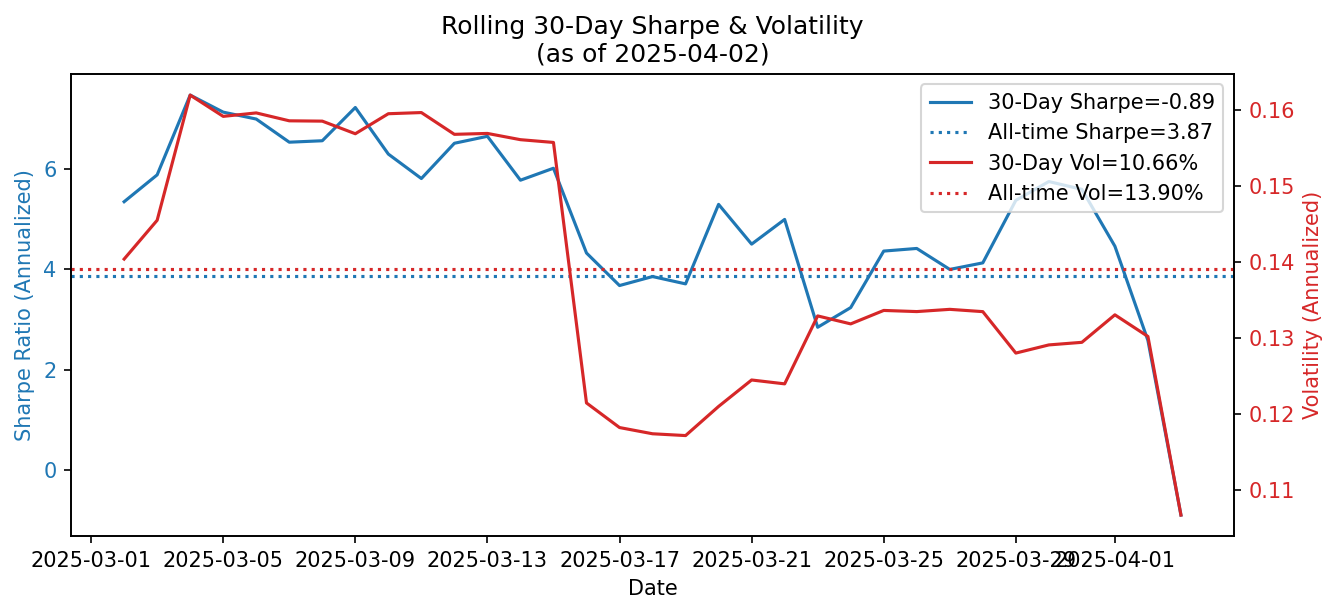 Rolling 30-Day Sharpe & Volatility
(as of 2025-04-02)
30-Day Sharpe=-0.89
All-time Sharpe=3.87
30-Day Vol=10.66%
All-time Vol=13.90%
Sharpe Ratio (Annualized)
6
4
2
0
0.16
0.15
0.14
0.13
0.12
0.11
Volatility (Annualized)
2025-03-01 2025-03-05 2025-03-09 2025-03-13 2025-03-17 2025-03-21 2025-03-25 2025-03-29 2025-04-01
Date